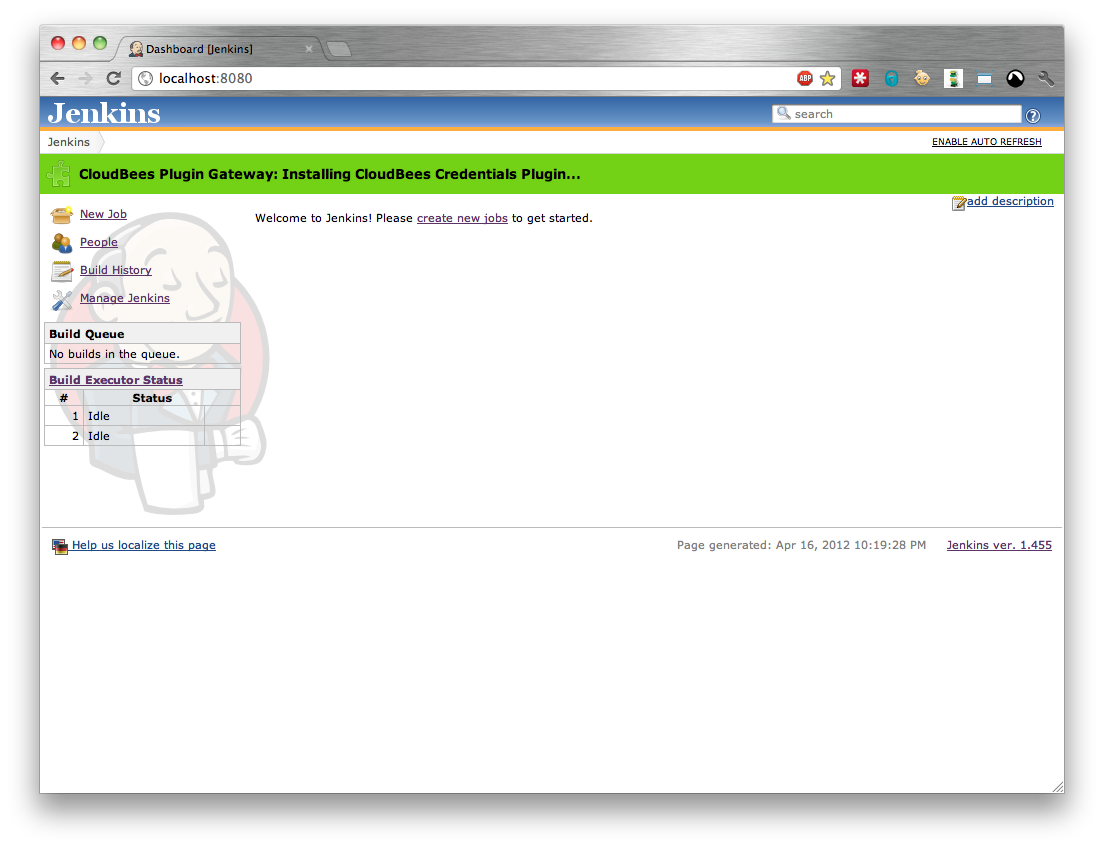 Dashboard [Jenkins]
localhost:8080
ABP
Jenkins
search
?
Jenkins
ENABLE AUTO REFRESH
CloudBees Plugin Gateway: Installing CloudBees Credentials Plugin...
add description
New Job
Welcome to Jenkins! Please create new jobs to get started.
People
Build History
Manage Jenkins
Build Queue
No builds in the queue.
Build Executor Status
# Status
1 Idle
2 Idle
Help us localize this page
Page generated: Apr 16, 2012 10:19:28 PM
Jenkins ver. 1.455